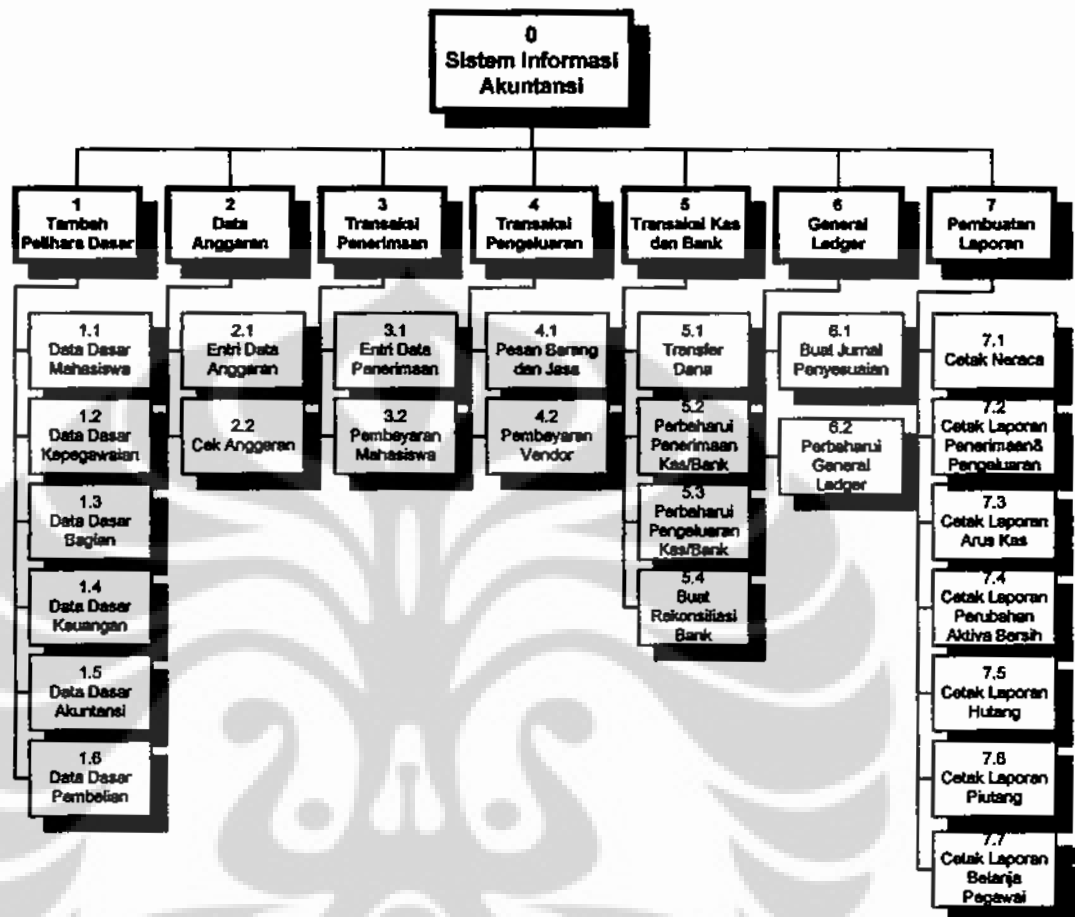 0
Sistem Informasi
Akuntansi
1
Tambah
Pelihara Dasar
2
Data
Anggaran
3
Transaksi
Penerimaan
4
Transaksi
Pengeluaran
5
Transaksi Kas
dan Bank
6
General
Ledger
7
Pembuatan
Laporan
1.1
Data Dasar
Mahasiswa
1.2
Data Dasar
Kepegawaian
1.3
Data Dasar
Bagian
1.4
Data Dasar
Keuangan
1.5
Data Dasar
Akuntansi
1.6
Data Dasar
Pembelian
2.1
Entri Data
Anggaran
2.2
Cek Anggaran
3.1
Entri Data
Penerimaan
3.2
Pembayaran
Mahasiswa
4.1
Pesan Barang
dan Jasa
4.2
Pembayaran
Vendor
5.1
Transfer
Dana
5.2
Perbaharui
Penerimaan
Kas/Bank
5.3
Perbaharui
Pengeluaran
Kas/Bank
5.4
Buat
Rekonsiliasi
Bank
6.1
Buat Jurnal
Penyesuaian
6.2
Perbaharui
General
Ledger
7.1
Cetak Neraca
7.2
Cetak Laporan
Penerimaan&
Pengeluaran
7.3
Cetak Laporan
Arus Kas
7.4
Cetak Laporan
Perubahan
Aktiva Bersih
7.5
Cetak Laporan
Hutang
7.6
Cetak Laporan
Piutang
7.7
Cetak Laporan
Belanja
Pegawai